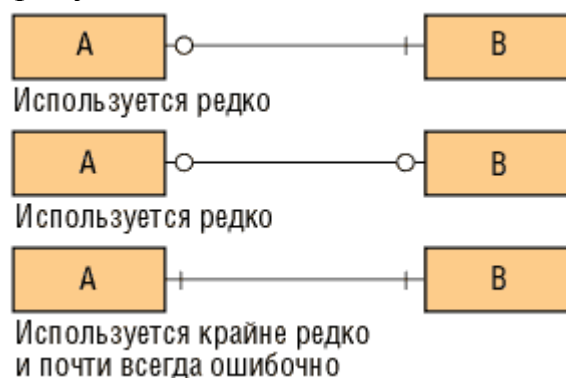 A B
Используется редко
A B
Используется редко
A B
Используется крайне редко
и почти всегда ошибочно